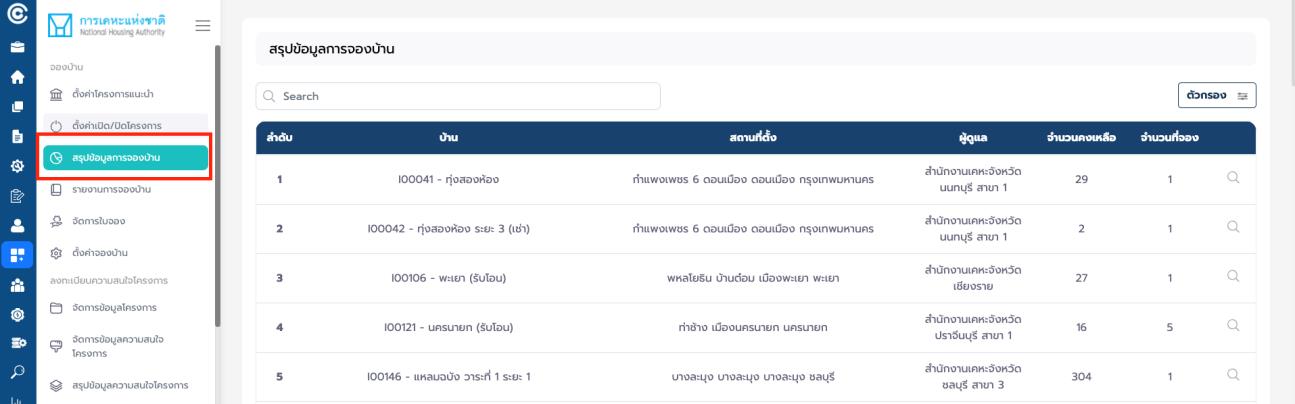 การเคหะแห่งชาติ
National Housing Authority
จองบ้าน
ตั้งค่าโครงการแนะนำ
ตั้งค่าเปิด/ปิดโครงการ
สรุปข้อมูลการจองบ้าน
รายงานการจองบ้าน
จัดการใบจอง
ตั้งค่าจองบ้าน
ลงทะเบียนความสนใจโครงการ
จัดการข้อมูลโครงการ
จัดการข้อมูลความสนใจ
โครงการ
สรุปข้อมูลความสนใจโครงการ
สรุปข้อมูลการจองบ้าน
Search
ตัวกรอง
ลำดับ บ้าน สถานที่ตั้ง ผู้ดูแล จำนวนคงเหลือ จำนวนที่จอง
1 I00041 - ทุ่งสองห้อง กำแพงเพชร 6 ดอนเมือง ดอนเมือง กรุงเทพมหานคร สำนักงานเคหะจังหวัด 29 1
นนทบุรี สาขา 1
2 I00042 - ทุ่งสองห้อง ระยะ 3 (เช่า) กำแพงเพชร 6 ดอนเมือง ดอนเมือง กรุงเทพมหานคร สำนักงานเคหะจังหวัด 2 1
นนทบุรี สาขา 1
3 I00106 - พะเยา (รับโอน) พหลโยธิน บ้านต๋อม เมืองพะเยา พะเยา สำนักงานเคหะจังหวัด 27 1
เชียงราย
4 I00121 - นครนายก (รับโอน) ท่าช้าง เมืองนครนายก นครนายก สำนักงานเคหะจังหวัด 16 5
ปราจีนบุรี สาขา 1
5 I00146 - แหลมฉบัง วาระที่ 1 ระยะ 1 บางละมุง บางละมุง บางละมุง ชลบุรี สำนักงานเคหะจังหวัด 304 1
ชลบุรี สาขา 3